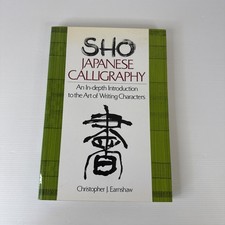 SHO
JAPANESE
CALLIGRAPHY
An In-depth Introduction
to the Art of Writing Characters
書
Christopher J. Earnshaw